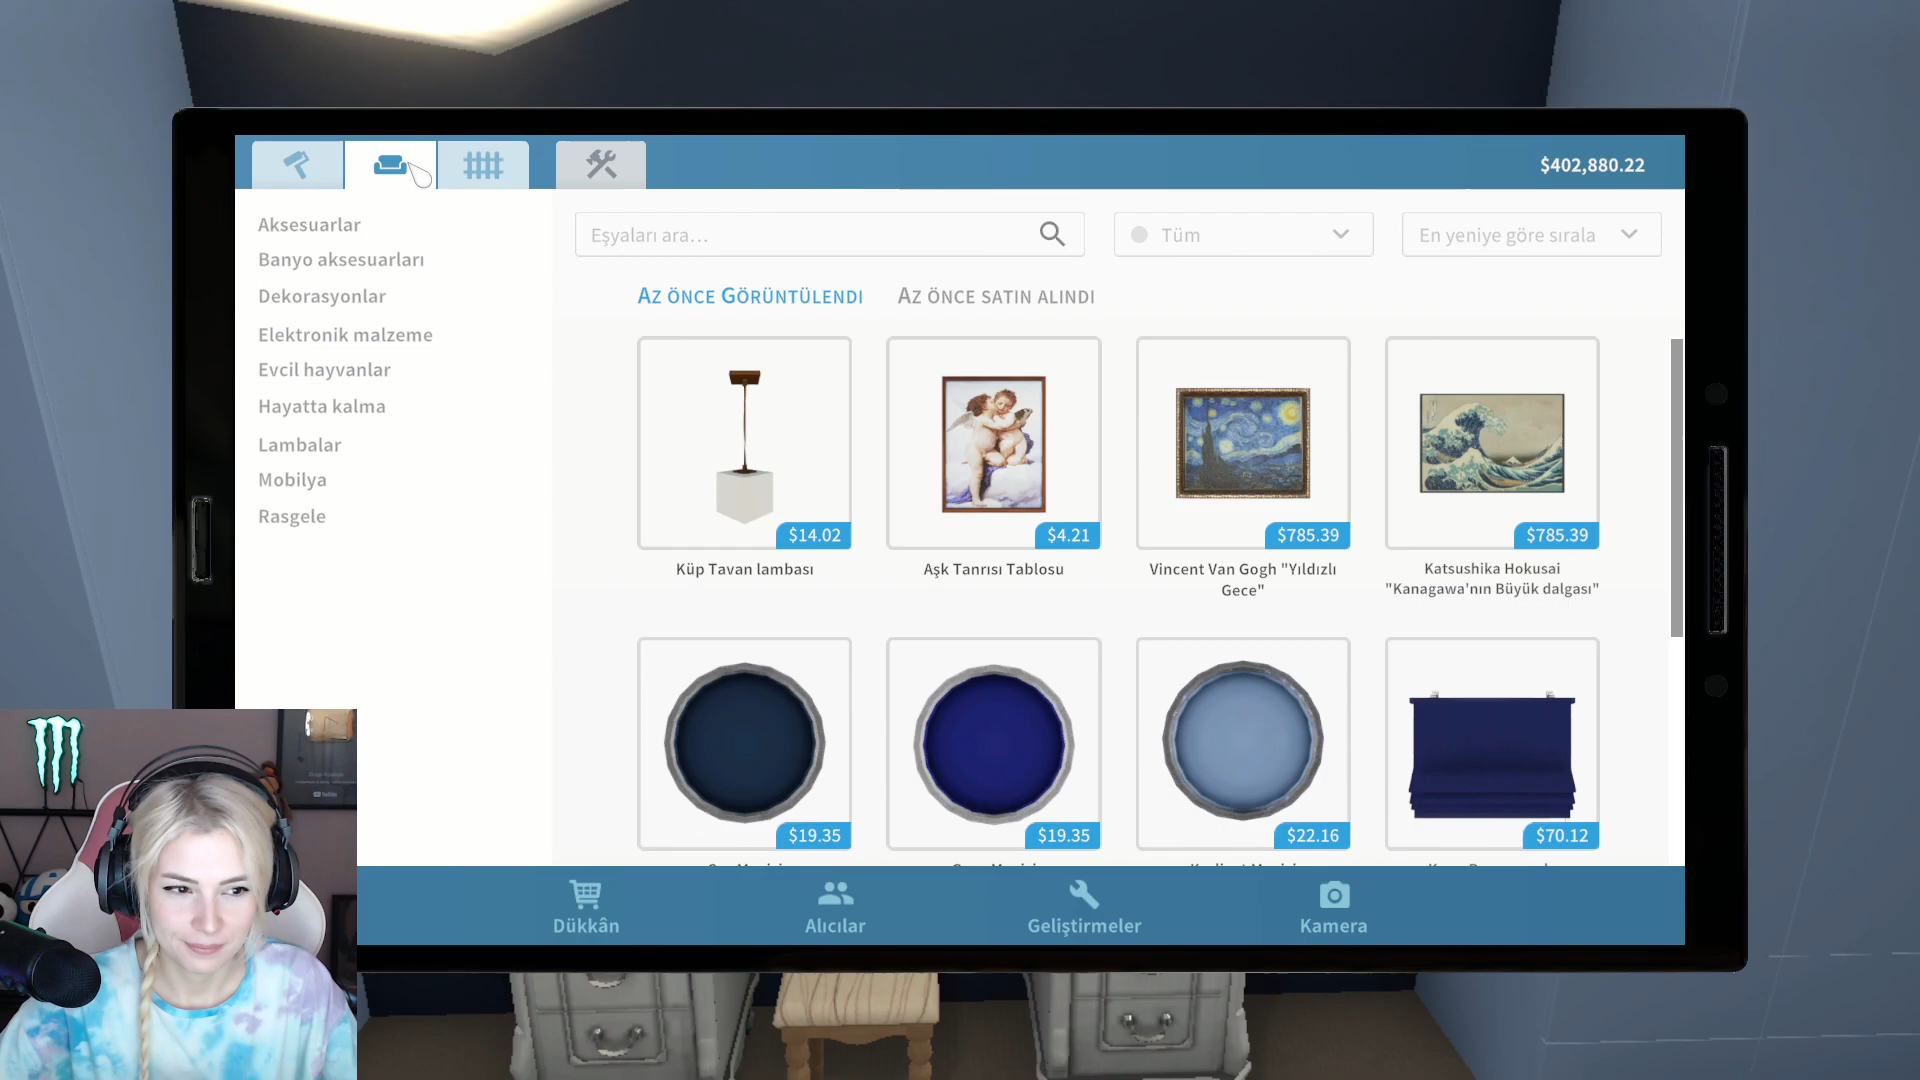 $402,880.22
Aksesuarlar
Banyo aksesuarları
Dekorasyonlar
Elektronik malzeme
Evcil hayvanlar
Hayatta kalma
Lambalar
Mobilya
Rasgele
Eşyaları ara...
Tüm
En yeniye göre sırala
AZ ÖNCE GÖRÜNTÜLENDI
AZ ÖNCE SATIN ALINDI
$14.02
$4.21
$785.39
$785.39
Küp Tavan lambası
Aşk Tanrısı Tablosu
Vincent Van Gogh "Yıldızlı
Gece"
Katsushika Hokusai
"Kanagawa'nın Büyük dalgası"
$19.35
$19.35
$22.16
$70.12
Dükkân
Alıcılar
Geliştirmeler
Kamera